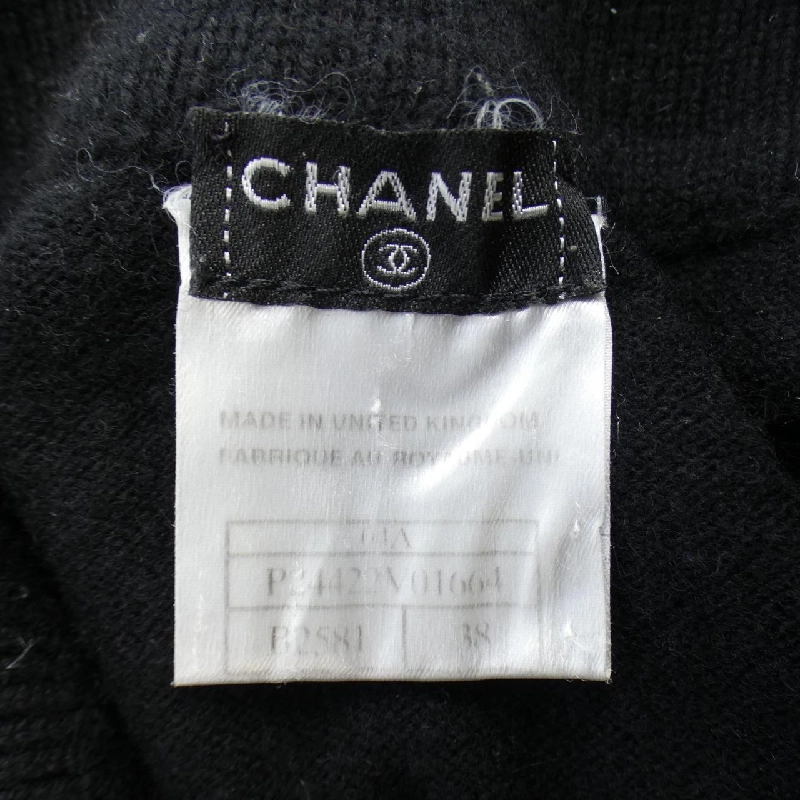 CHANEL
MADE IN UNITED KINGDOM
FABRIQUE AU ROYAUME-UNI
04A
P24422V01664
B2581 38